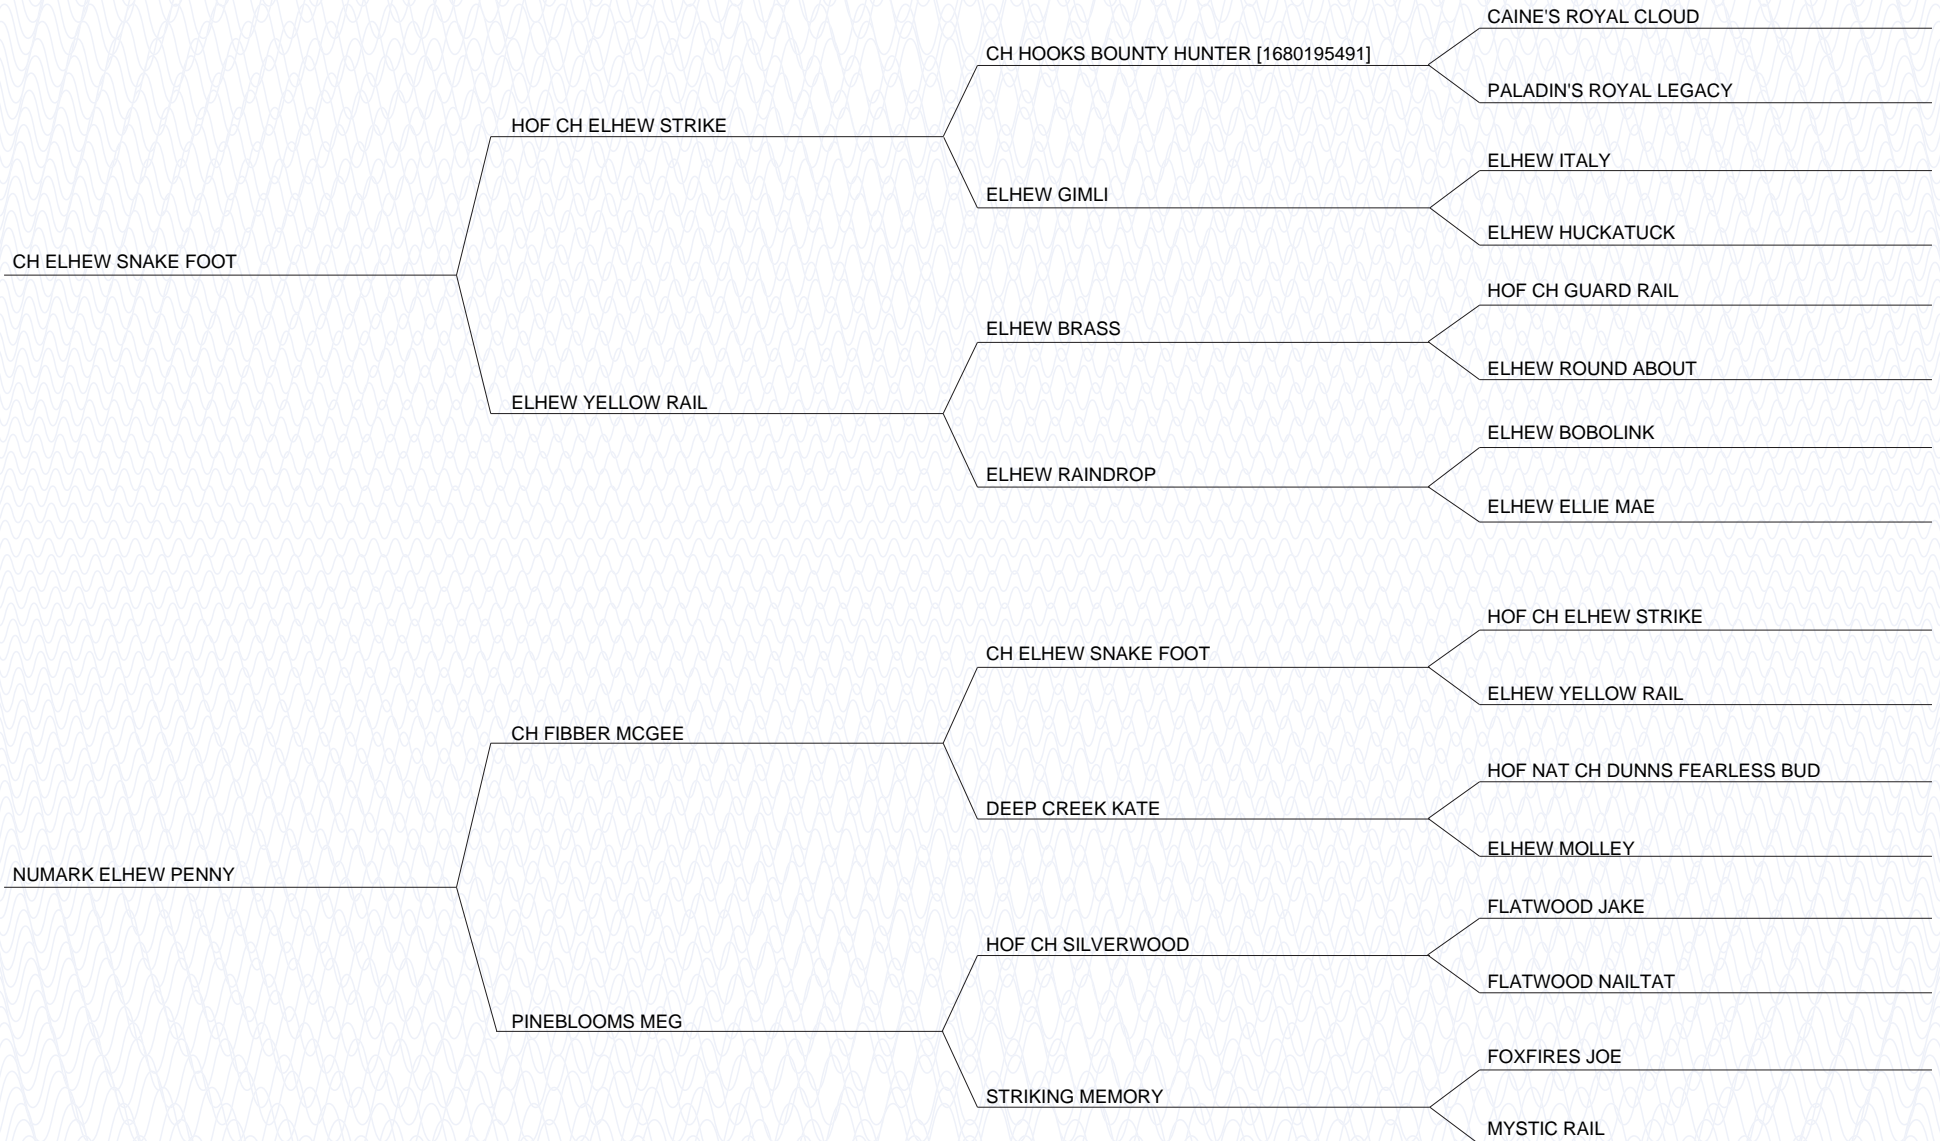 CAINE'S ROYAL CLOUD
CH HOOKS BOUNTY HUNTER [1680195491]
PALADIN'S ROYAL LEGACY
HOF CH ELHEW STRIKE
ELHEW ITALY
ELHEW GIMLI
ELHEW HUCKATUCK
CH ELHEW SNAKE FOOT
HOF CH GUARD RAIL
ELHEW BRASS
ELHEW ROUND ABOUT
ELHEW YELLOW RAIL
ELHEW BOBOLINK
ELHEW RAINDROP
ELHEW ELLIE MAE
HOF CH ELHEW STRIKE
CH ELHEW SNAKE FOOT
ELHEW YELLOW RAIL
CH FIBBER MCGEE
HOF NAT CH DUNNS FEARLESS BUD
DEEP CREEK KATE
ELHEW MOLLEY
NUMARK ELHEW PENNY
FLATWOOD JAKE
HOF CH SILVERWOOD
FLATWOOD NAILTAT
PINEBLOOMS MEG
FOXFIRES JOE
STRIKING MEMORY
MYSTIC RAIL